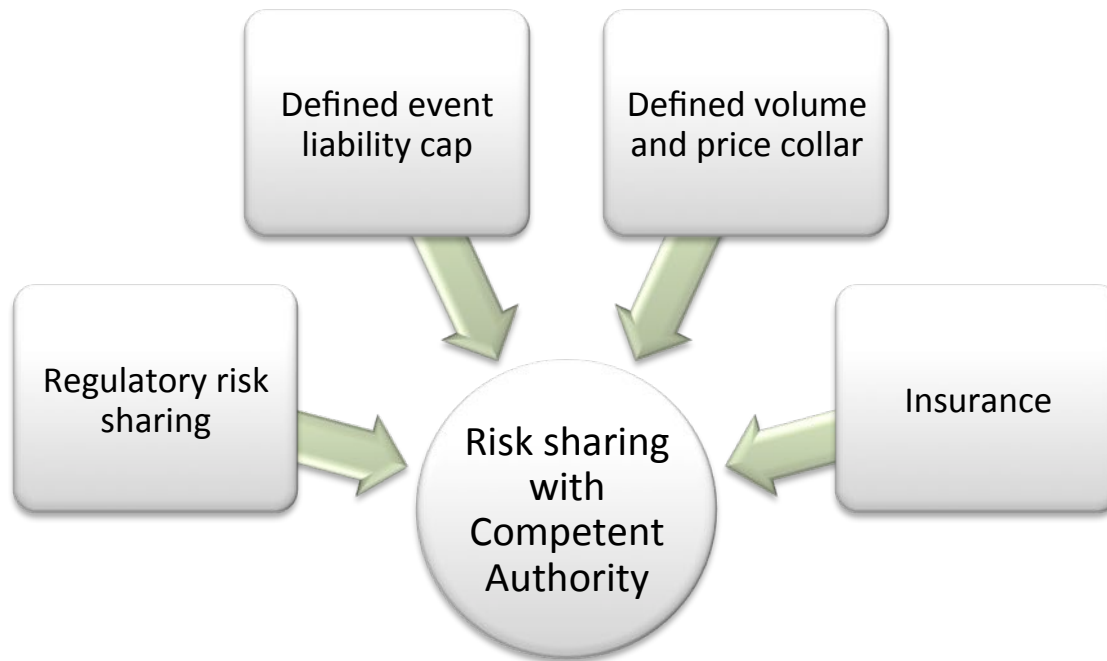 Defined event
liability cap
Defined volume
and price collar
Regulatory risk
sharing
Insurance
Risk sharing
with
Competent
Authority